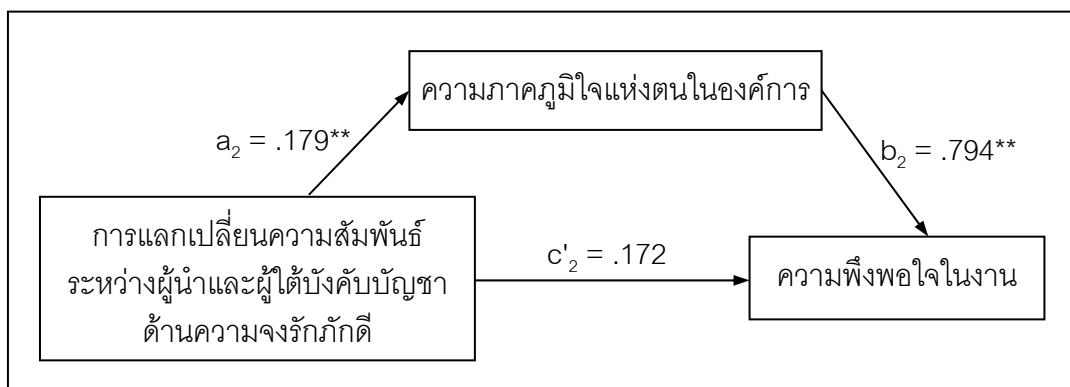 ความภาคภูมิใจแห่งตนในองค์การ
a₂ = .179**
b₂ = .794**
การแลกเปลี่ยนความสัมพันธ์
ระหว่างผู้นำและผู้ใต้บังคับบัญชา
ด้านความจงรักภักดี
c'₂ = .172
ความพึงพอใจในงาน